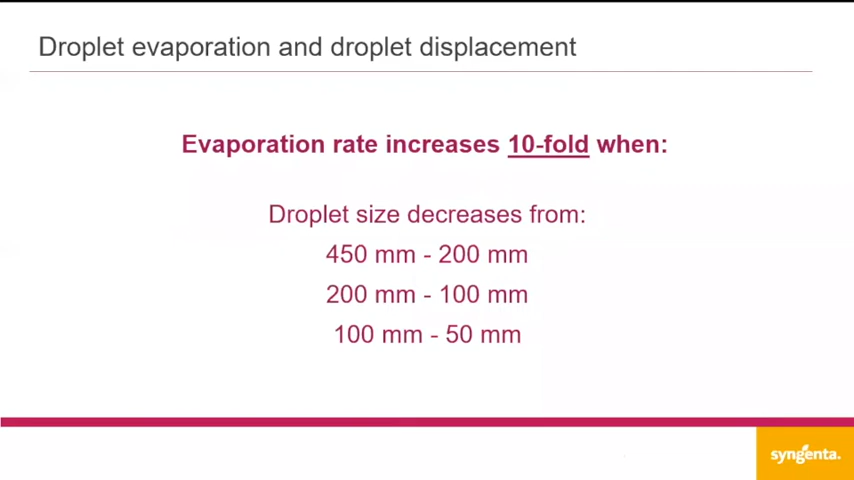 Droplet evaporation and droplet displacement
Evaporation rate increases 10-fold when:
Droplet size decreases from:
450 mm - 200 mm
200 mm - 100 mm
100 mm - 50 mm
syngenta.